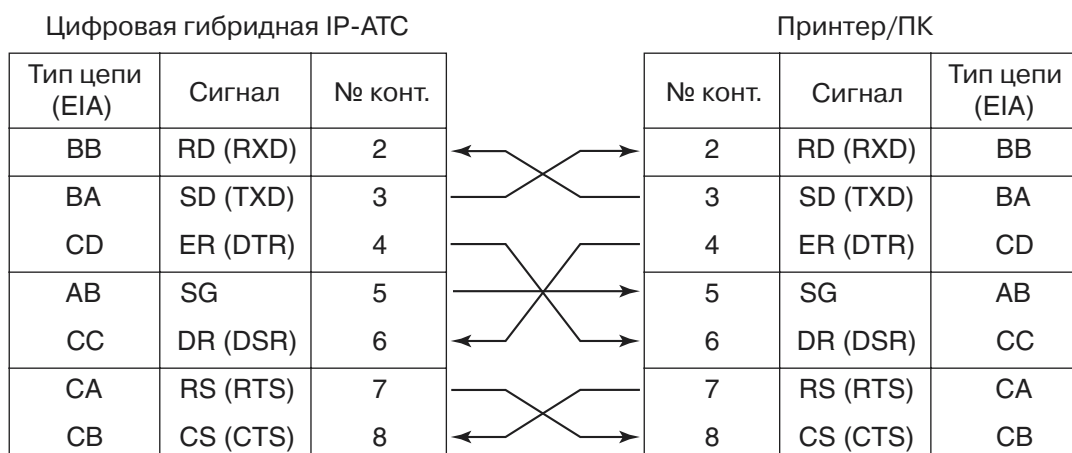 Цифровая гибридная IP-АТС Принтер/ПК
Тип цепи (EIA) Сигнал № конт. № конт. Сигнал Тип цепи (EIA)
BB RD (RXD) 2 2 RD (RXD) BB
BA SD (TXD) 3 3 SD (TXD) BA
CD ER (DTR) 4 4 ER (DTR) CD
AB SG 5 5 SG AB
CC DR (DSR) 6 6 DR (DSR) CC
CA RS (RTS) 7 7 RS (RTS) CA
CB CS (CTS) 8 8 CS (CTS) CB